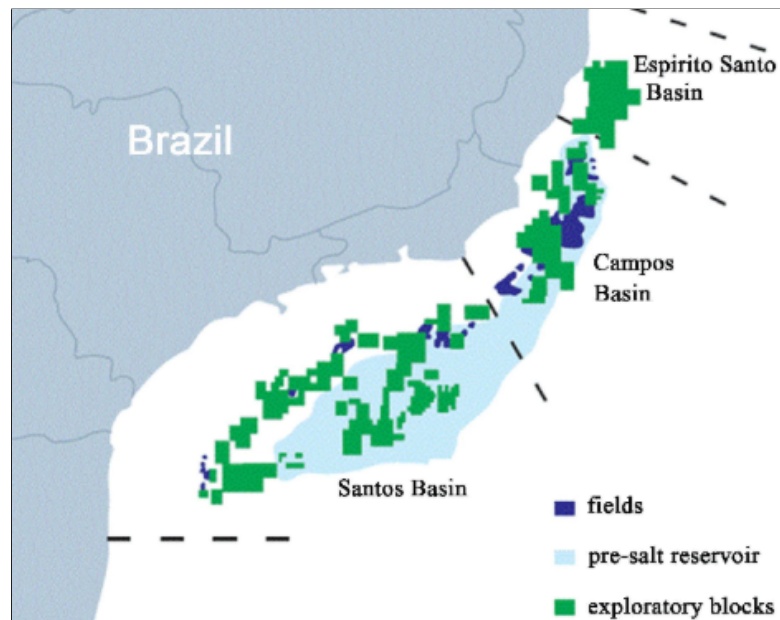 Espirito Santo
Basin
Brazil
Campos
Basin
Santos Basin
fields
pre-salt reservoir
exploratory blocks